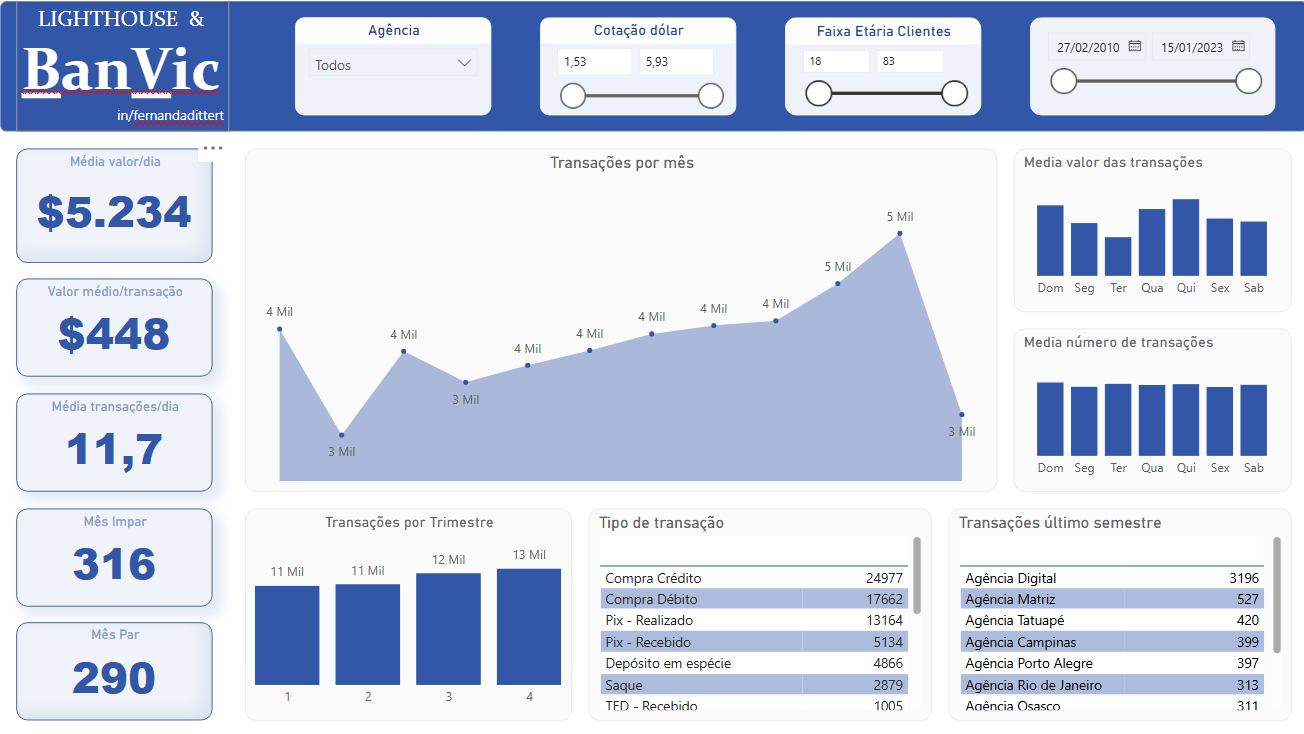 LIGHTHOUSE &
BanVic
in/fernandadittert
Agência
Todos
Cotação dólar
1,53 5,93
Faixa Etária Clientes
18 83
27/02/2010 15/01/2023
Média valor/dia
$5.234
Valor médio/transação
$448
Média transações/dia
11,7
Mês Impar
316
Mês Par
290
Transações por mês
4 Mil
3 Mil
4 Mil
3 Mil
4 Mil
4 Mil
4 Mil
4 Mil
4 Mil
5 Mil
5 Mil
3 Mil
Media valor das transações
Dom Seg Ter Qua Qui Sex Sab
Media número de transações
Dom Seg Ter Qua Qui Sex Sab
Transações por Trimestre
11 Mil 11 Mil 12 Mil 13 Mil
1 2 3 4
Tipo de transação
Compra Crédito 24977
Compra Débito 17662
Pix - Realizado 13164
Pix - Recebido 5134
Depósito em espécie 4866
Saque 2879
TED - Recebido 1005
Transações último semestre
Agência Digital 3196
Agência Matriz 527
Agência Tatuapé 420
Agência Campinas 399
Agência Porto Alegre 397
Agência Rio de Janeiro 313
Agência Osasco 311